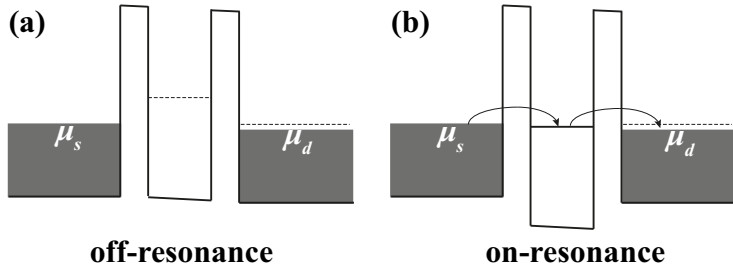 (a)
(b)
μs
μd
μs
μd
off-resonance
on-resonance